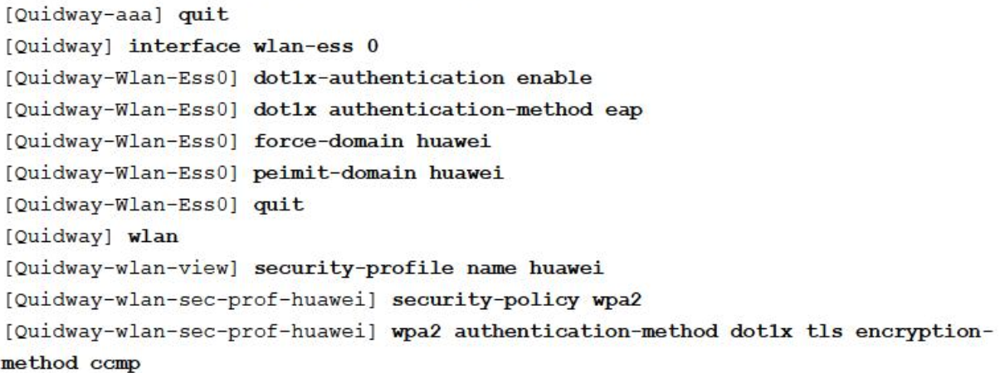 [Quidway-aaa] quit
[Quidway] interface wlan-ess 0
[Quidway-Wlan-Ess0] dot1x-authentication enable
[Quidway-Wlan-Ess0] dot1x authentication-method eap
[Quidway-Wlan-Ess0] force-domain huawei
[Quidway-Wlan-Ess0] peimit-domain huawei
[Quidway-Wlan-Ess0] quit
[Quidway] wlan
[Quidway-wlan-view] security-profile name huawei
[Quidway-wlan-sec-prof-huawei] security-policy wpa2
[Quidway-wlan-sec-prof-huawei] wpa2 authentication-method dot1x tls encryption-
method ccmp